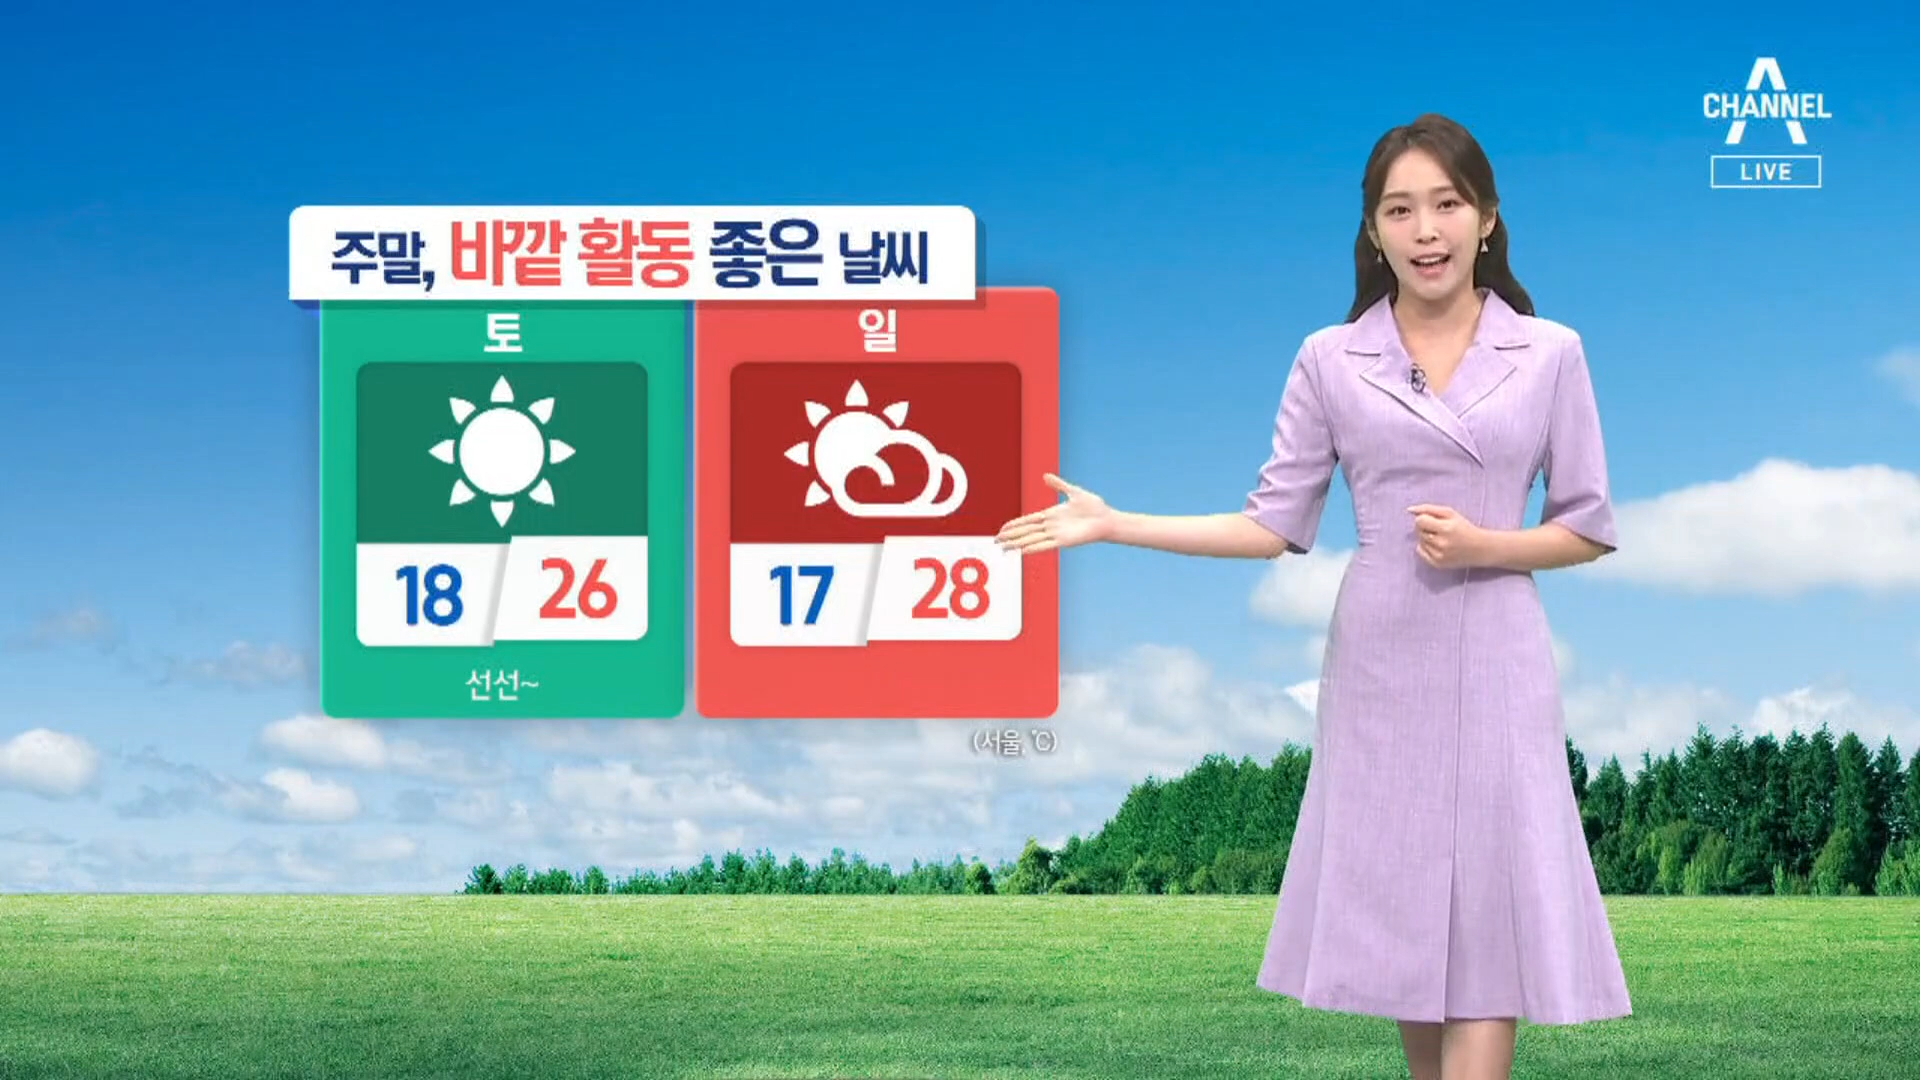 CHANNEL A
LIVE
주말, 바깥 활동 좋은 날씨
토
일
18 26
17 28
선선~
(서울, ℃)